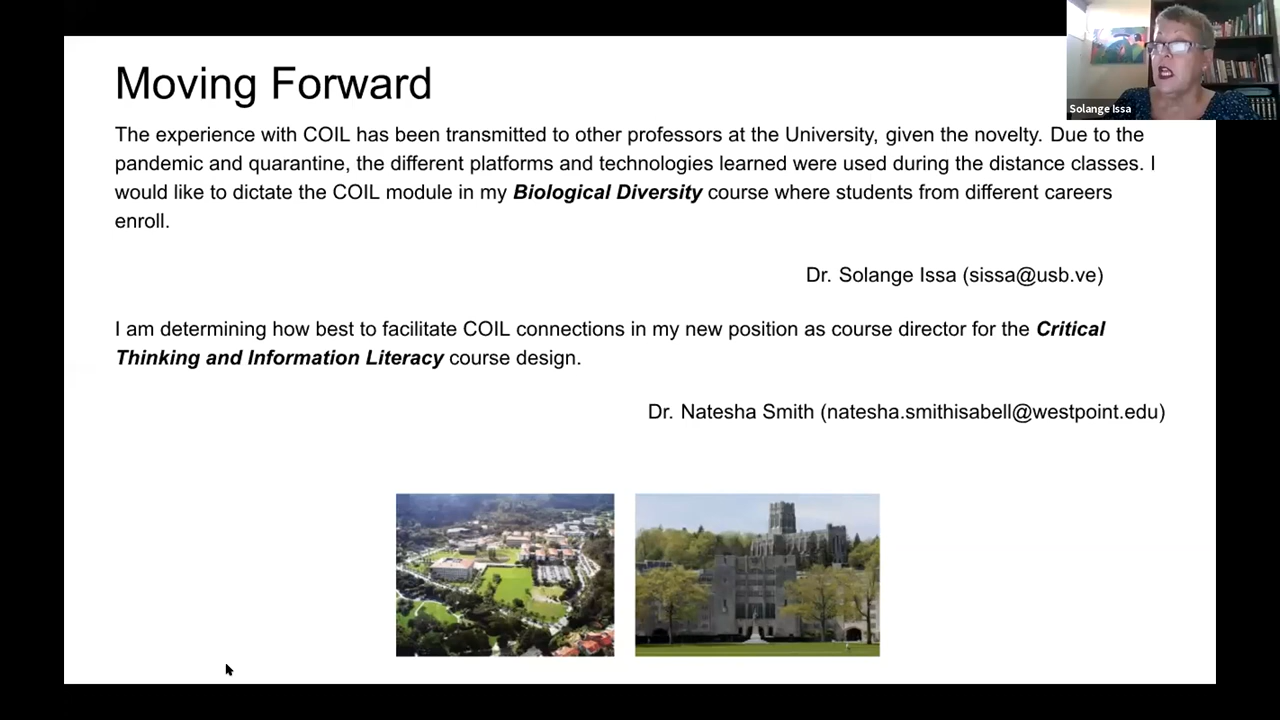 Moving Forward
Solange Issa
The experience with COIL has been transmitted to other professors at the University, given the novelty. Due to the
pandemic and quarantine, the different platforms and technologies learned were used during the distance classes. I
would like to dictate the COIL module in my Biological Diversity course where students from different careers
enroll.
Dr. Solange Issa (sissa@usb.ve)
I am determining how best to facilitate COIL connections in my new position as course director for the Critical
Thinking and Information Literacy course design.
Dr. Natesha Smith (natesha.smithisabell@westpoint.edu)